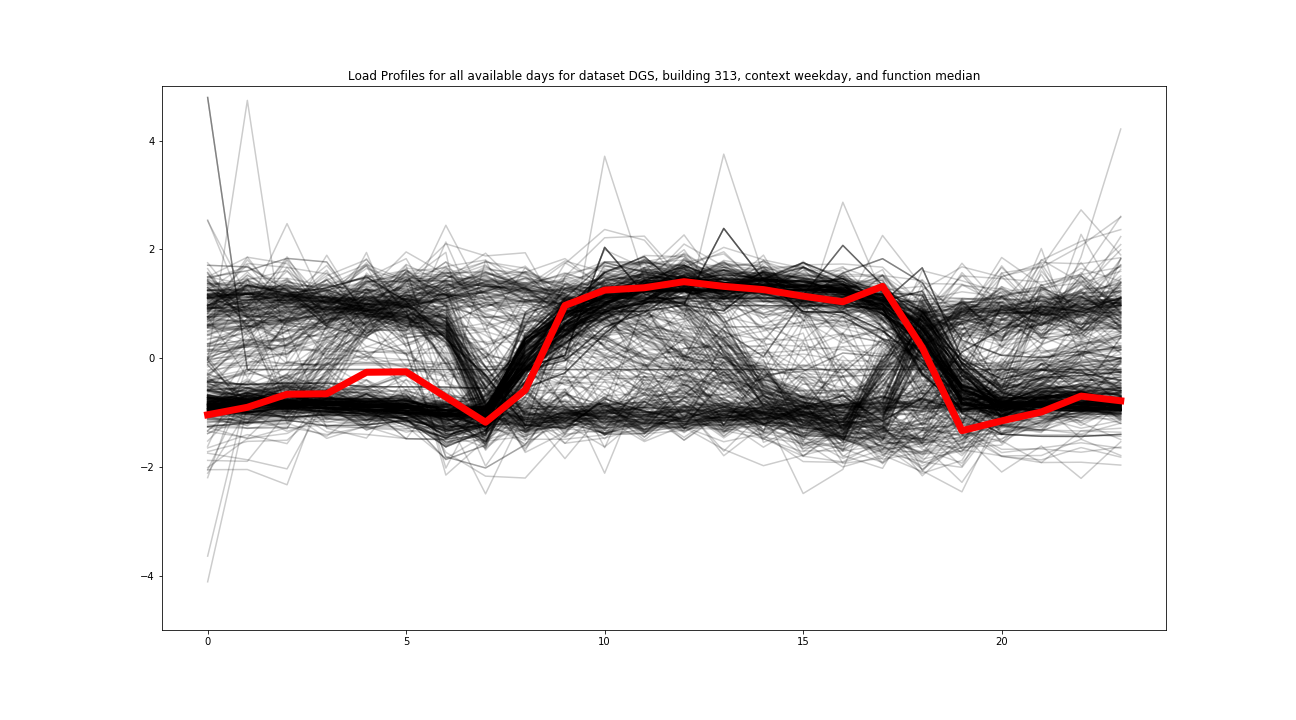 Load Profiles for all available days for dataset DGS, building 313, context weekday, and function median
4
2
0
−2
−4
0 5 10 15 20